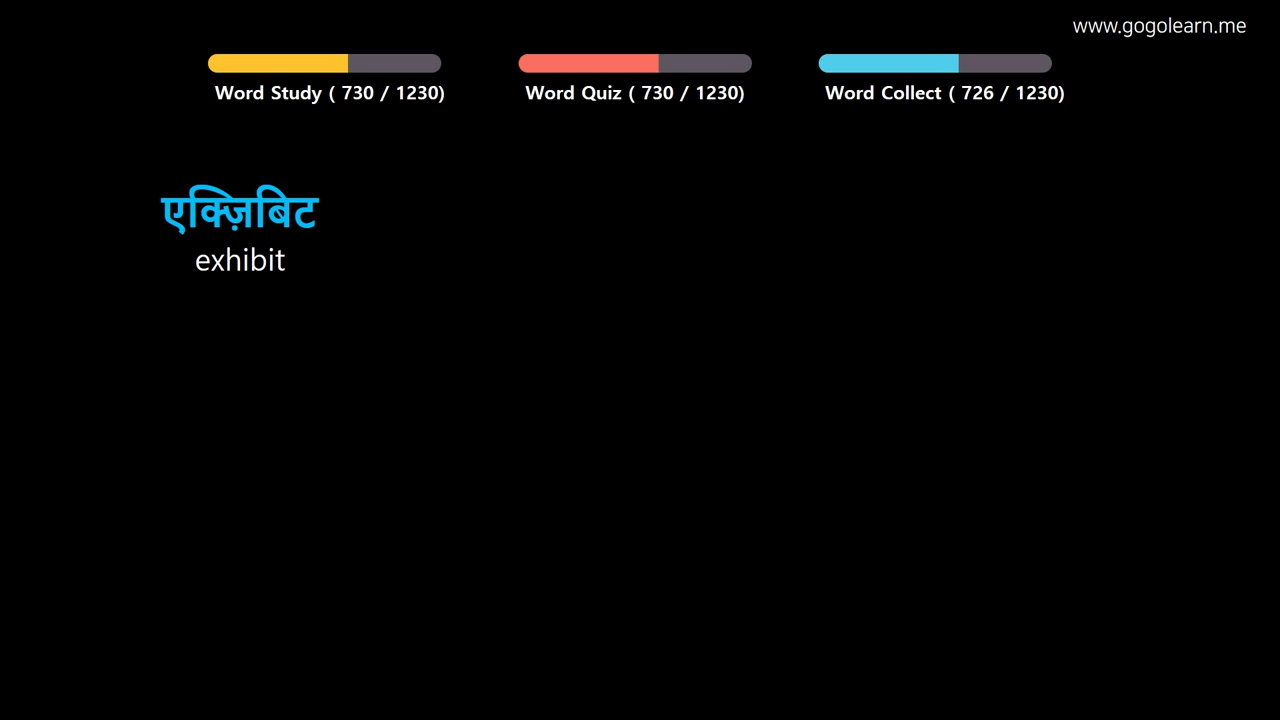 www.gogolearn.me
Word Study ( 730 / 1230)
Word Quiz ( 730 / 1230)
Word Collect ( 726 / 1230)
एक्ज़िबिट
exhibit